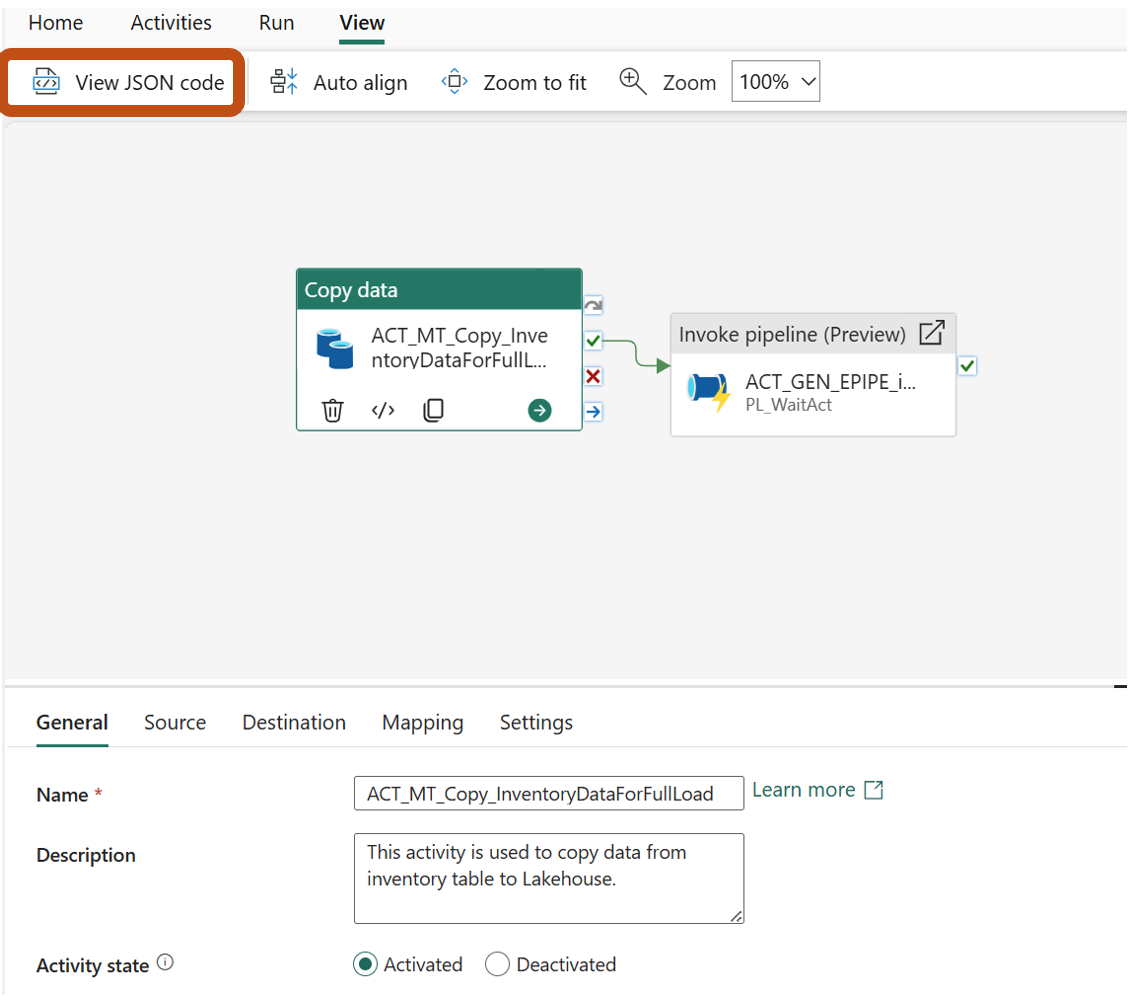 Home Activities Run View
View JSON code Auto align Zoom to fit Zoom 100%
Copy data
ACT_MT_Copy_Inve
ntoryDataForFullL...
Invoke pipeline (Preview)
ACT_GEN_EPIPE_i...
PL_WaitAct
General Source Destination Mapping Settings
Name * ACT_MT_Copy_InventoryDataForFullLoad Learn more
Description This activity is used to copy data from
inventory table to Lakehouse.
Activity state Activated Deactivated